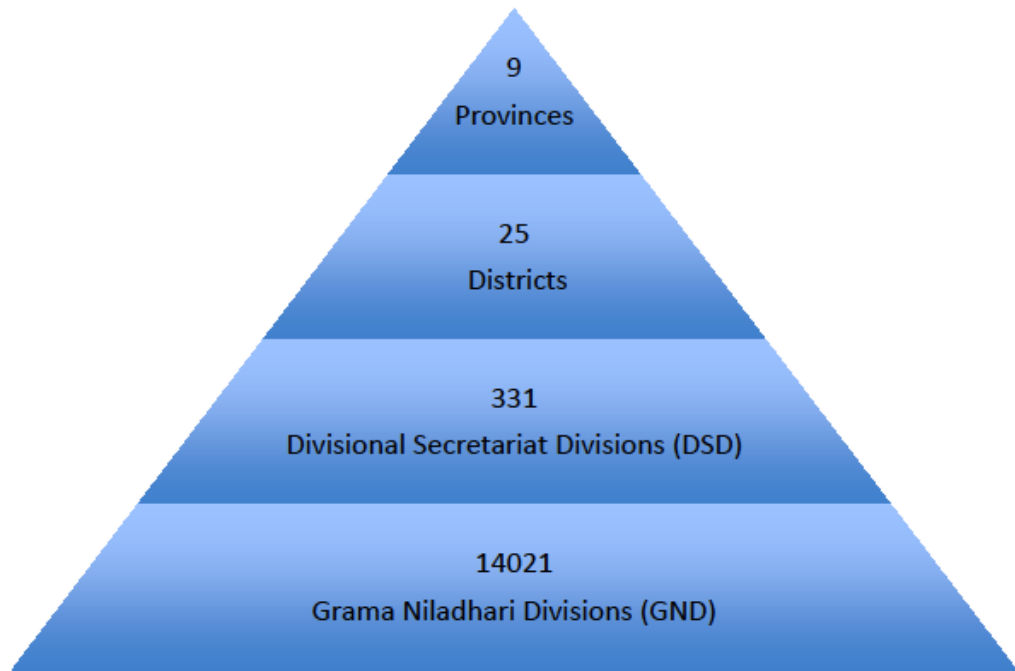 9
Provinces
25
Districts
331
Divisional Secretariat Divisions (DSD)
14021
Grama Niladhari Divisions (GND)